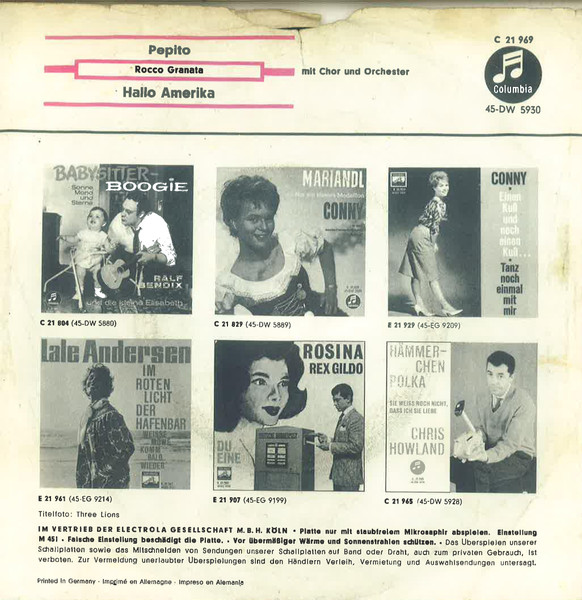 Pepito
Rocco Granata
mit Chor und Orchester
Hallo Amerika
C 21 969
Columbia
45-DW 5930
BABYSITTER-
BOOGIE
Sonne
Mond
und
Sterne
RALF
BENDIX
und die kleine Elisabeth
C 21 804 (45-DW 5880)
MARIANDL
CONNY
C 21 829 (45-DW 5889)
CONNY
Einen
Kuß
und
noch
einen
Kuß...
Tanz
noch
einmal
mit
mir
E 21 929 (45-EG 9209)
Lale Andersen
IM
ROTEN
LICHT
DER
HAFENBAR
WEISSE
MÖWE
KOMM
BALD
WIEDER
E 21 961 (45-EG 9214)
ROSINA
REX GILDO
DU
EINE
E 21 907 (45-EG 9199)
HÄMMER-
CHEN
POLKA
SIE WEISS NOCH NICHT,
DASS ICH SIE LIEBE
CHRIS
HOWLAND
C 21 965 (45-DW 5928)
Titelfoto: Three Lions
IM VERTRIEB DER ELECTROLA GESELLSCHAFT M. B. H. KÖLN • Platte nur mit staubfreiem Mikrosaphir abspielen. Einstellung
M 45 • Falsche Einstellung beschädigt die Platte. • Vor übermäßiger Wärme und Sonnenstrahlen schützen. • Das Überspielen unserer
Schallplatten sowie das Mitschneiden von Sendungen unserer Schallplatten auf Band oder Draht, auch zum privaten Gebrauch, ist
verboten. Zur Vermeidung unerlaubter Überspielungen sind den Händlern Verleih, Vermietung und Auswahlsendungen untersagt.
Printed in Germany · Imprimé en Allemagne · Impreso en Alemania